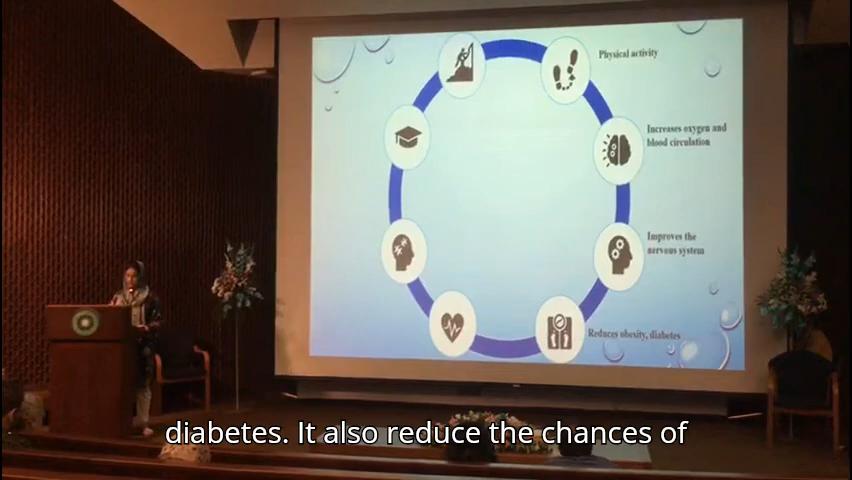 Physical activity
Increases oxygen and
blood circulation
Improves the
nervous system
Reduces obesity, diabetes
diabetes. It also reduce the chances of